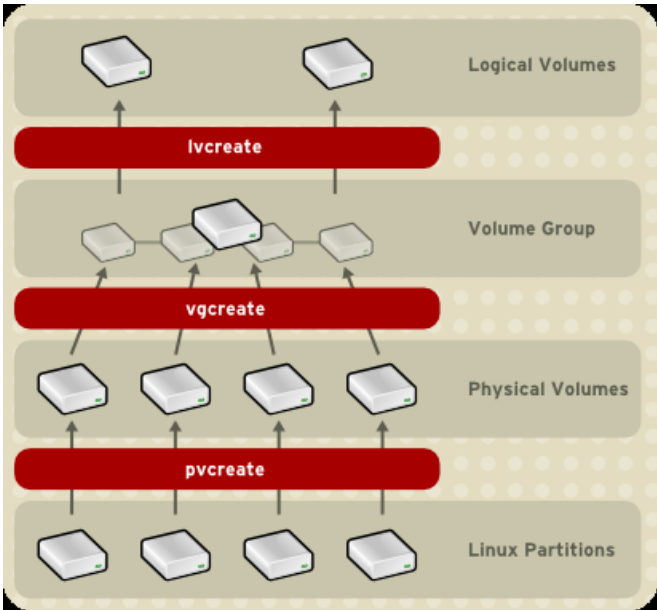 Logical Volumes
lvcreate
Volume Group
vgcreate
Physical Volumes
pvcreate
Linux Partitions